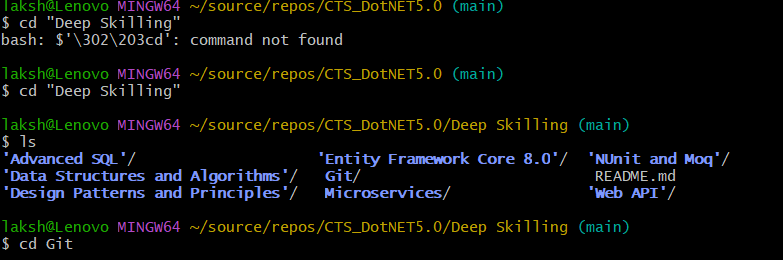 laksh@Lenovo MINGW64 ~/source/repos/CTS_DotNET5.0 (main)
$ cd "Deep Skilling"
bash: $'\302\203cd': command not found
laksh@Lenovo MINGW64 ~/source/repos/CTS_DotNET5.0 (main)
$ cd "Deep Skilling"
laksh@Lenovo MINGW64 ~/source/repos/CTS_DotNET5.0/Deep Skilling (main)
$ ls
'Advanced SQL'/ 'Entity Framework Core 8.0'/ 'NUnit and Moq'/
'Data Structures and Algorithms'/ Git/ README.md
'Design Patterns and Principles'/ Microservices/ 'Web API'/
laksh@Lenovo MINGW64 ~/source/repos/CTS_DotNET5.0/Deep Skilling (main)
$ cd Git